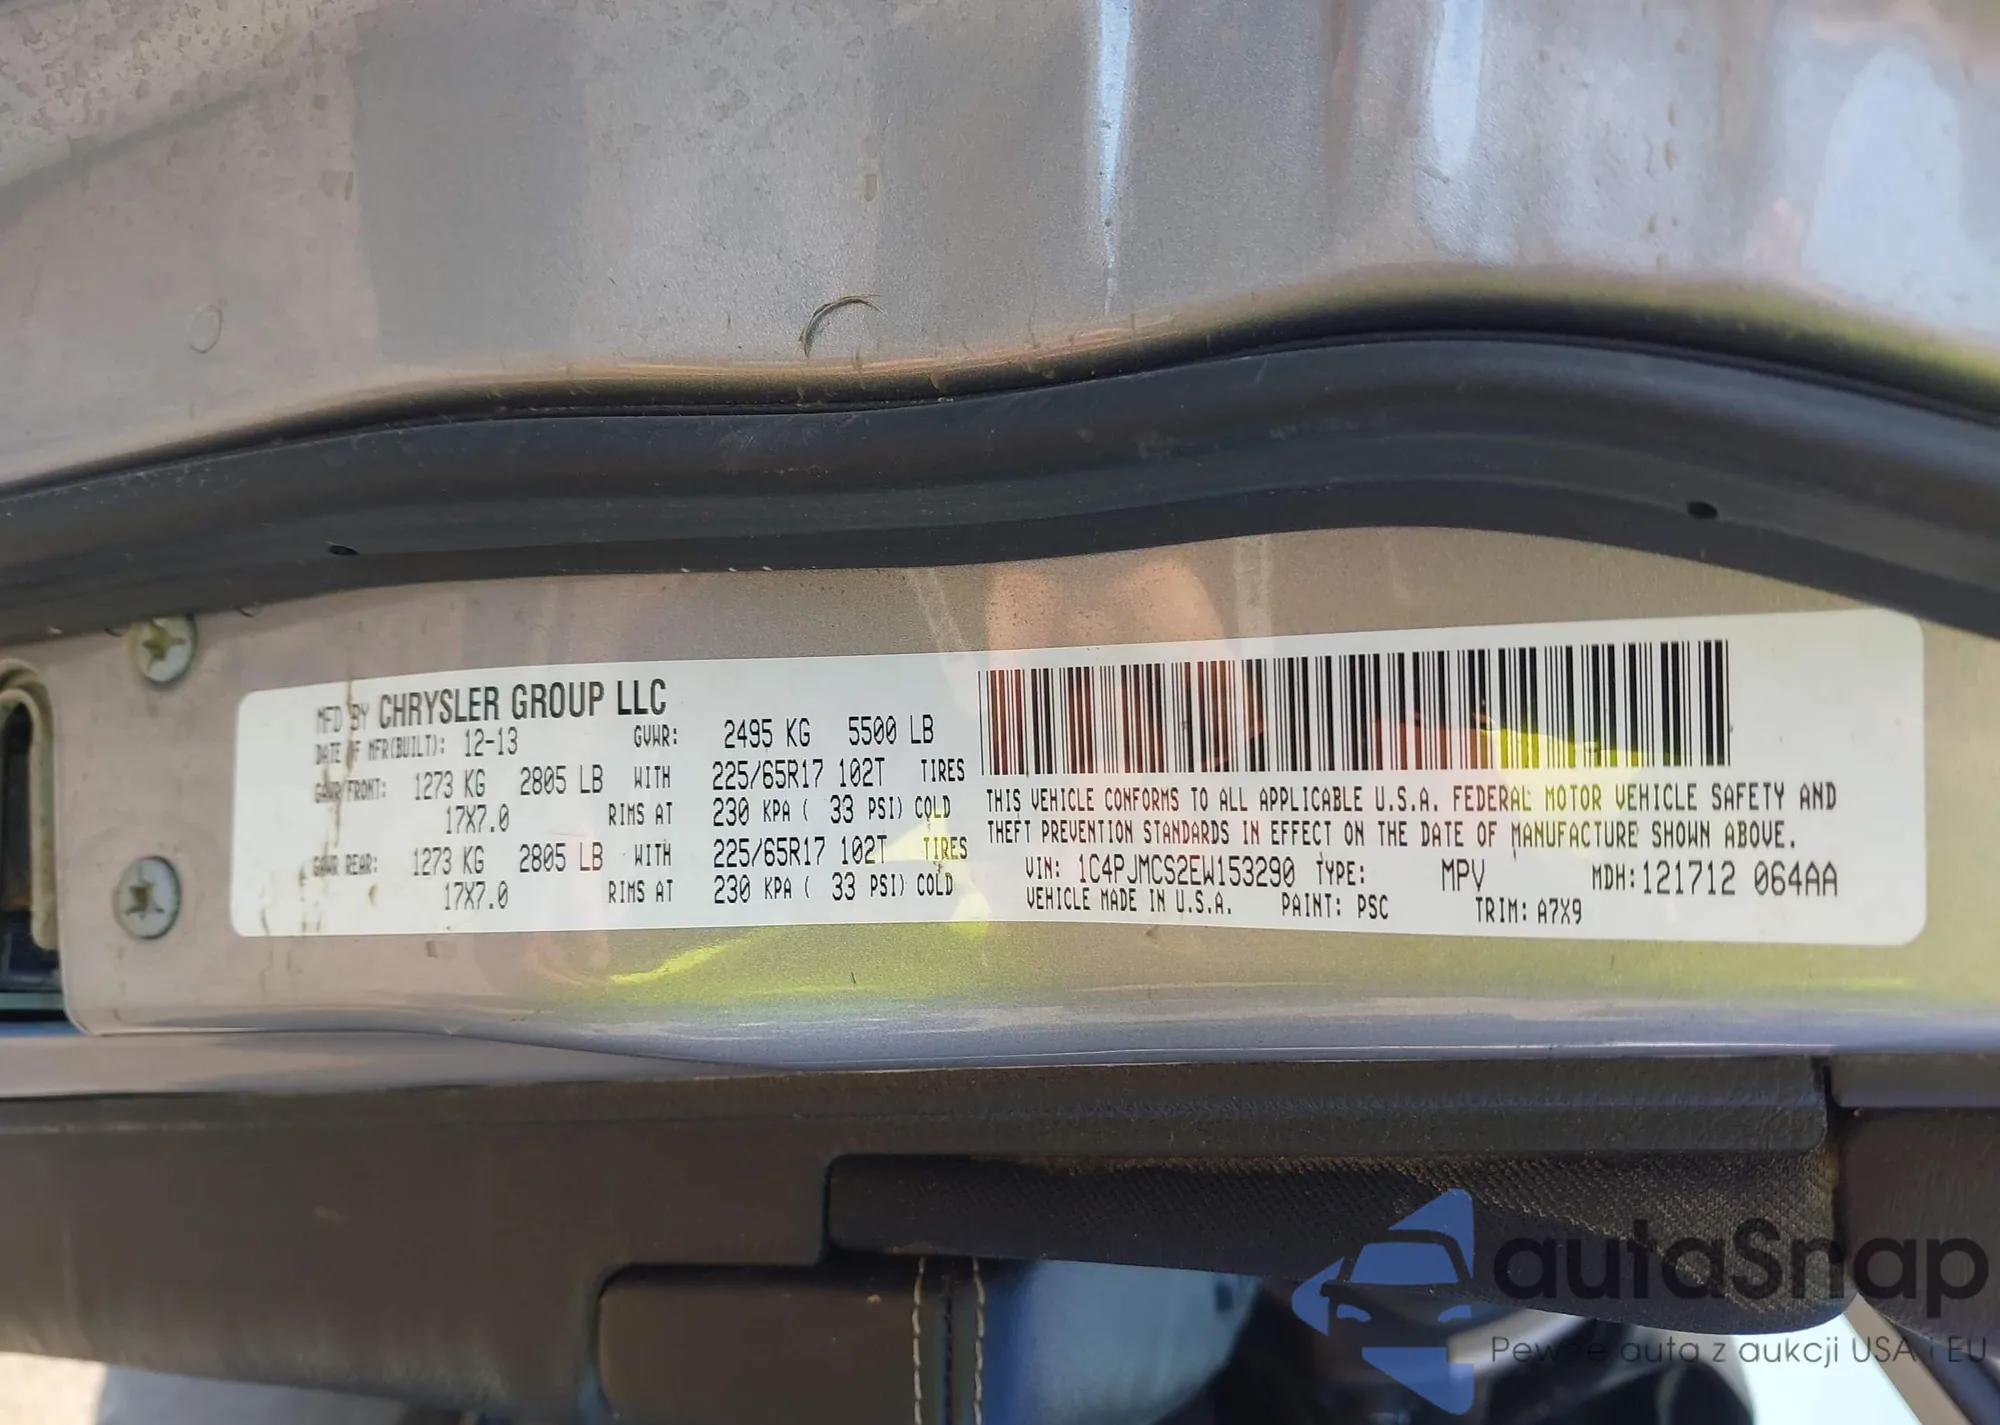 MFD BY CHRYSLER GROUP LLC
DATE OF MFR(BUILT): 12-13 GVWR: 2495 KG 5500 LB
GAWR FRONT: 1273 KG 2805 LB WITH 225/65R17 102T TIRES
17X7.0 RIMS AT 230 KPA ( 33 PSI) COLD
GAWR REAR: 1273 KG 2805 LB WITH 225/65R17 102T TIRES
17X7.0 RIMS AT 230 KPA ( 33 PSI) COLD
THIS VEHICLE CONFORMS TO ALL APPLICABLE U.S.A. FEDERAL MOTOR VEHICLE SAFETY AND
THEFT PREVENTION STANDARDS IN EFFECT ON THE DATE OF MANUFACTURE SHOWN ABOVE.
VIN: 1C4PJMCS2EW153290 TYPE: MPV MDH:121712 064AA
VEHICLE MADE IN U.S.A. PAINT: PSC TRIM: A7X9
autaSnap
Pewne auta z aukcji USA i EU